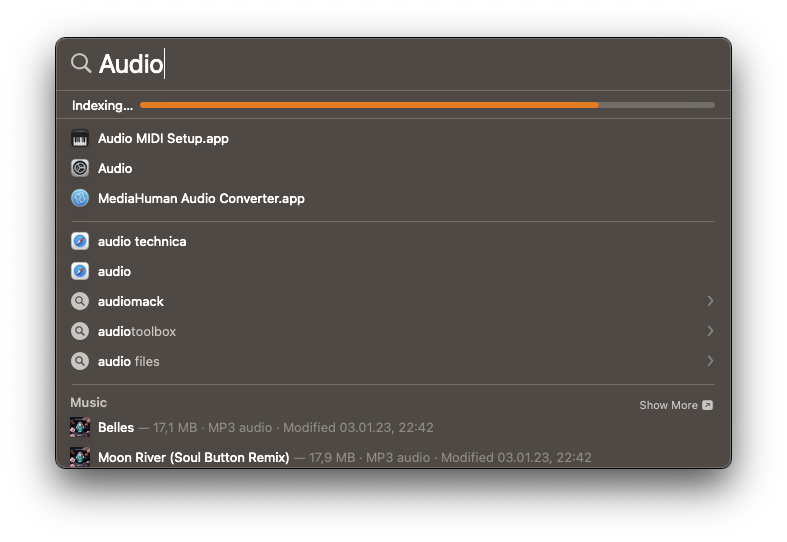 Audio
Indexing...
Audio MIDI Setup.app
Audio
MediaHuman Audio Converter.app
audio technica
audio
audiomack
audiotoolbox
audio files
Music
Show More
Belles — 17,1 MB · MP3 audio · Modified 03.01.23, 22:42
Moon River (Soul Button Remix) — 17,9 MB · MP3 audio · Modified 03.01.23, 22:42